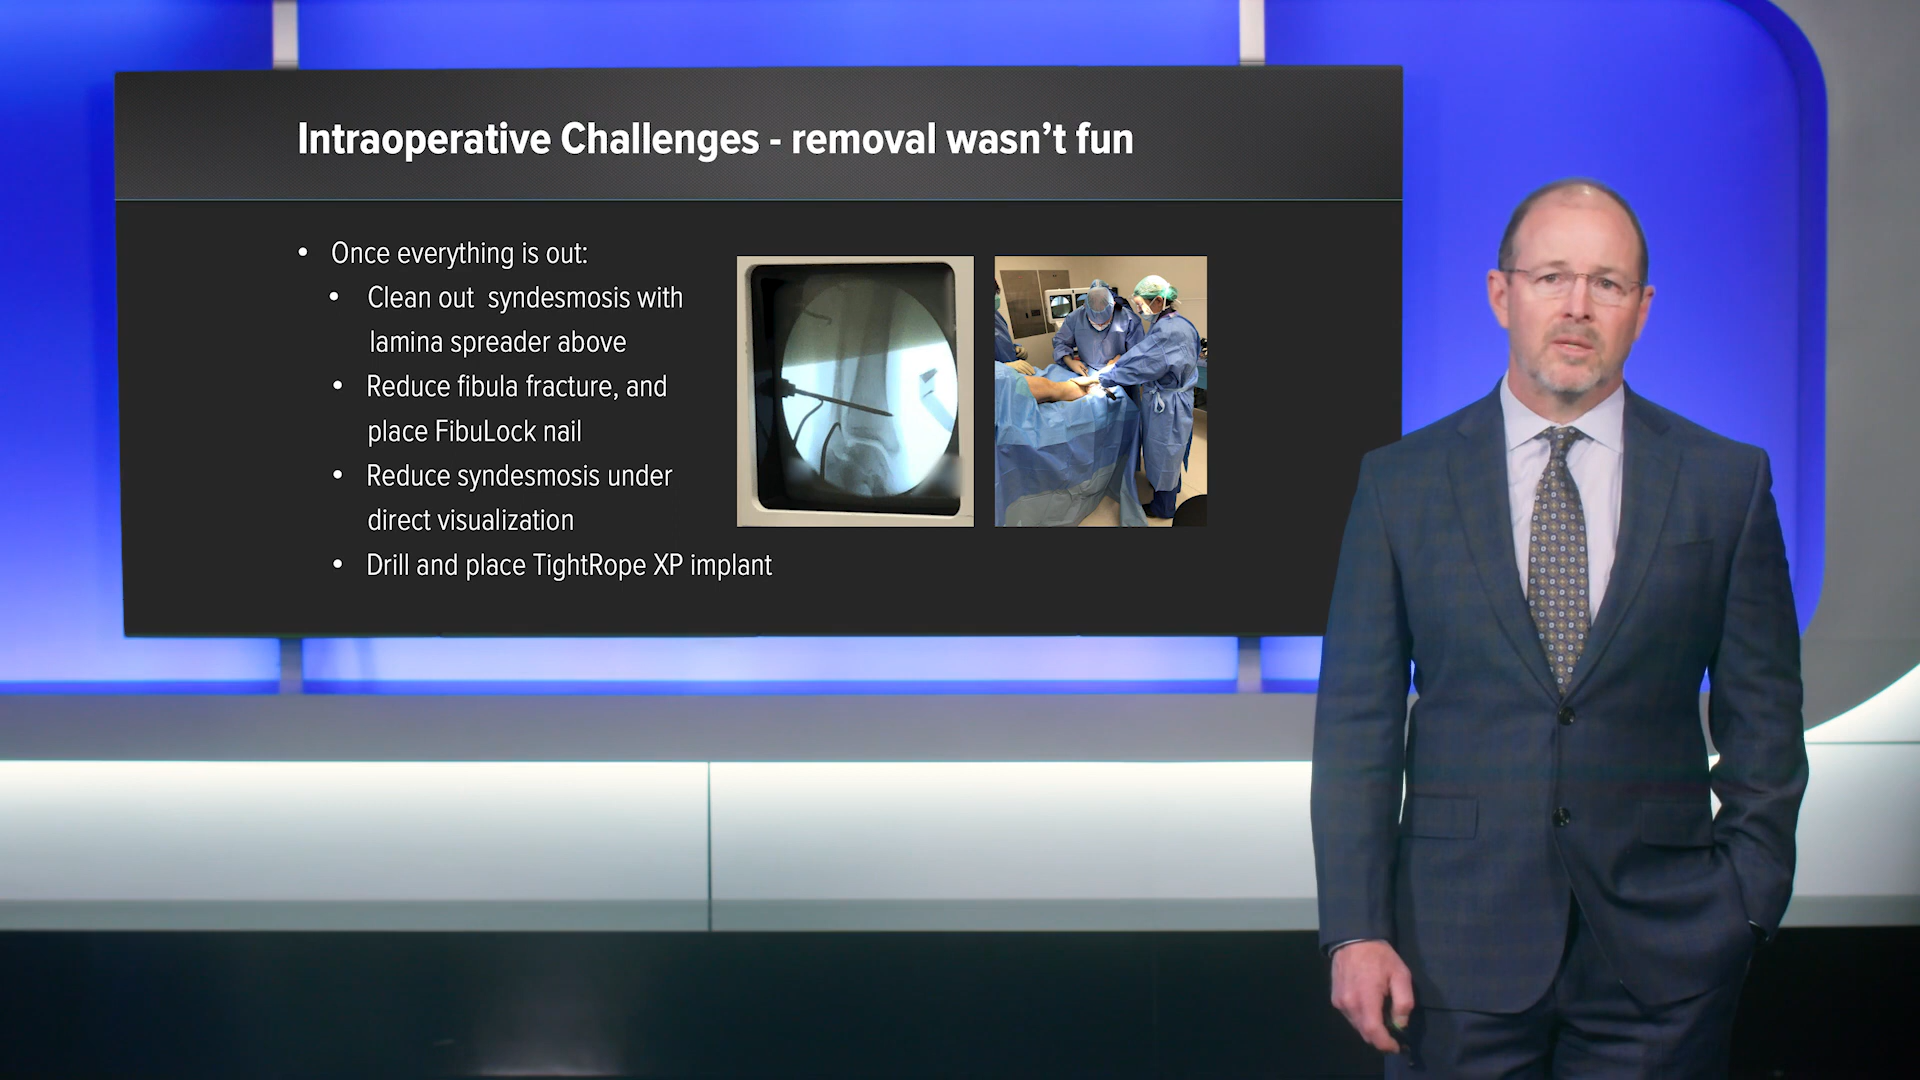 Intraoperative Challenges - removal wasn't fun
• Once everything is out:
• Clean out syndesmosis with
lamina spreader above
• Reduce fibula fracture, and
place FibuLock nail
• Reduce syndesmosis under
direct visualization
• Drill and place TightRope XP implant